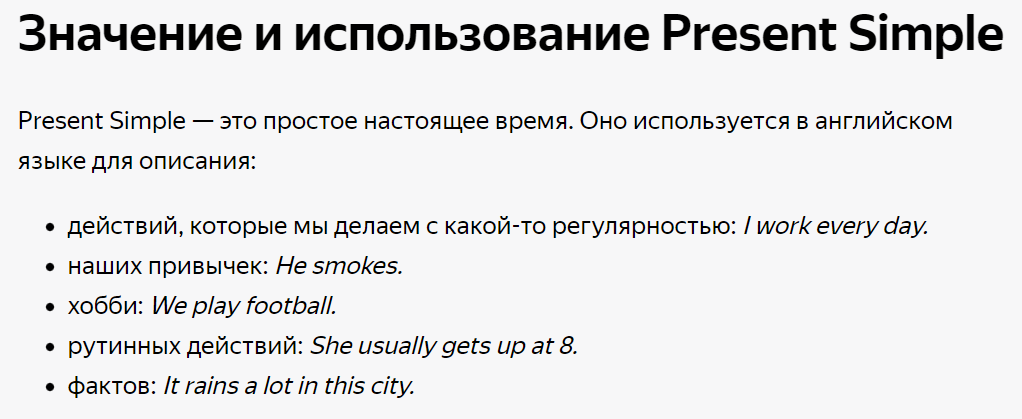 Значение и использование Present Simple
Present Simple — это простое настоящее время. Оно используется в английском
языке для описания:
• действий, которые мы делаем с какой-то регулярностью: I work every day.
• наших привычек: He smokes.
• хобби: We play football.
• рутинных действий: She usually gets up at 8.
• фактов: It rains a lot in this city.